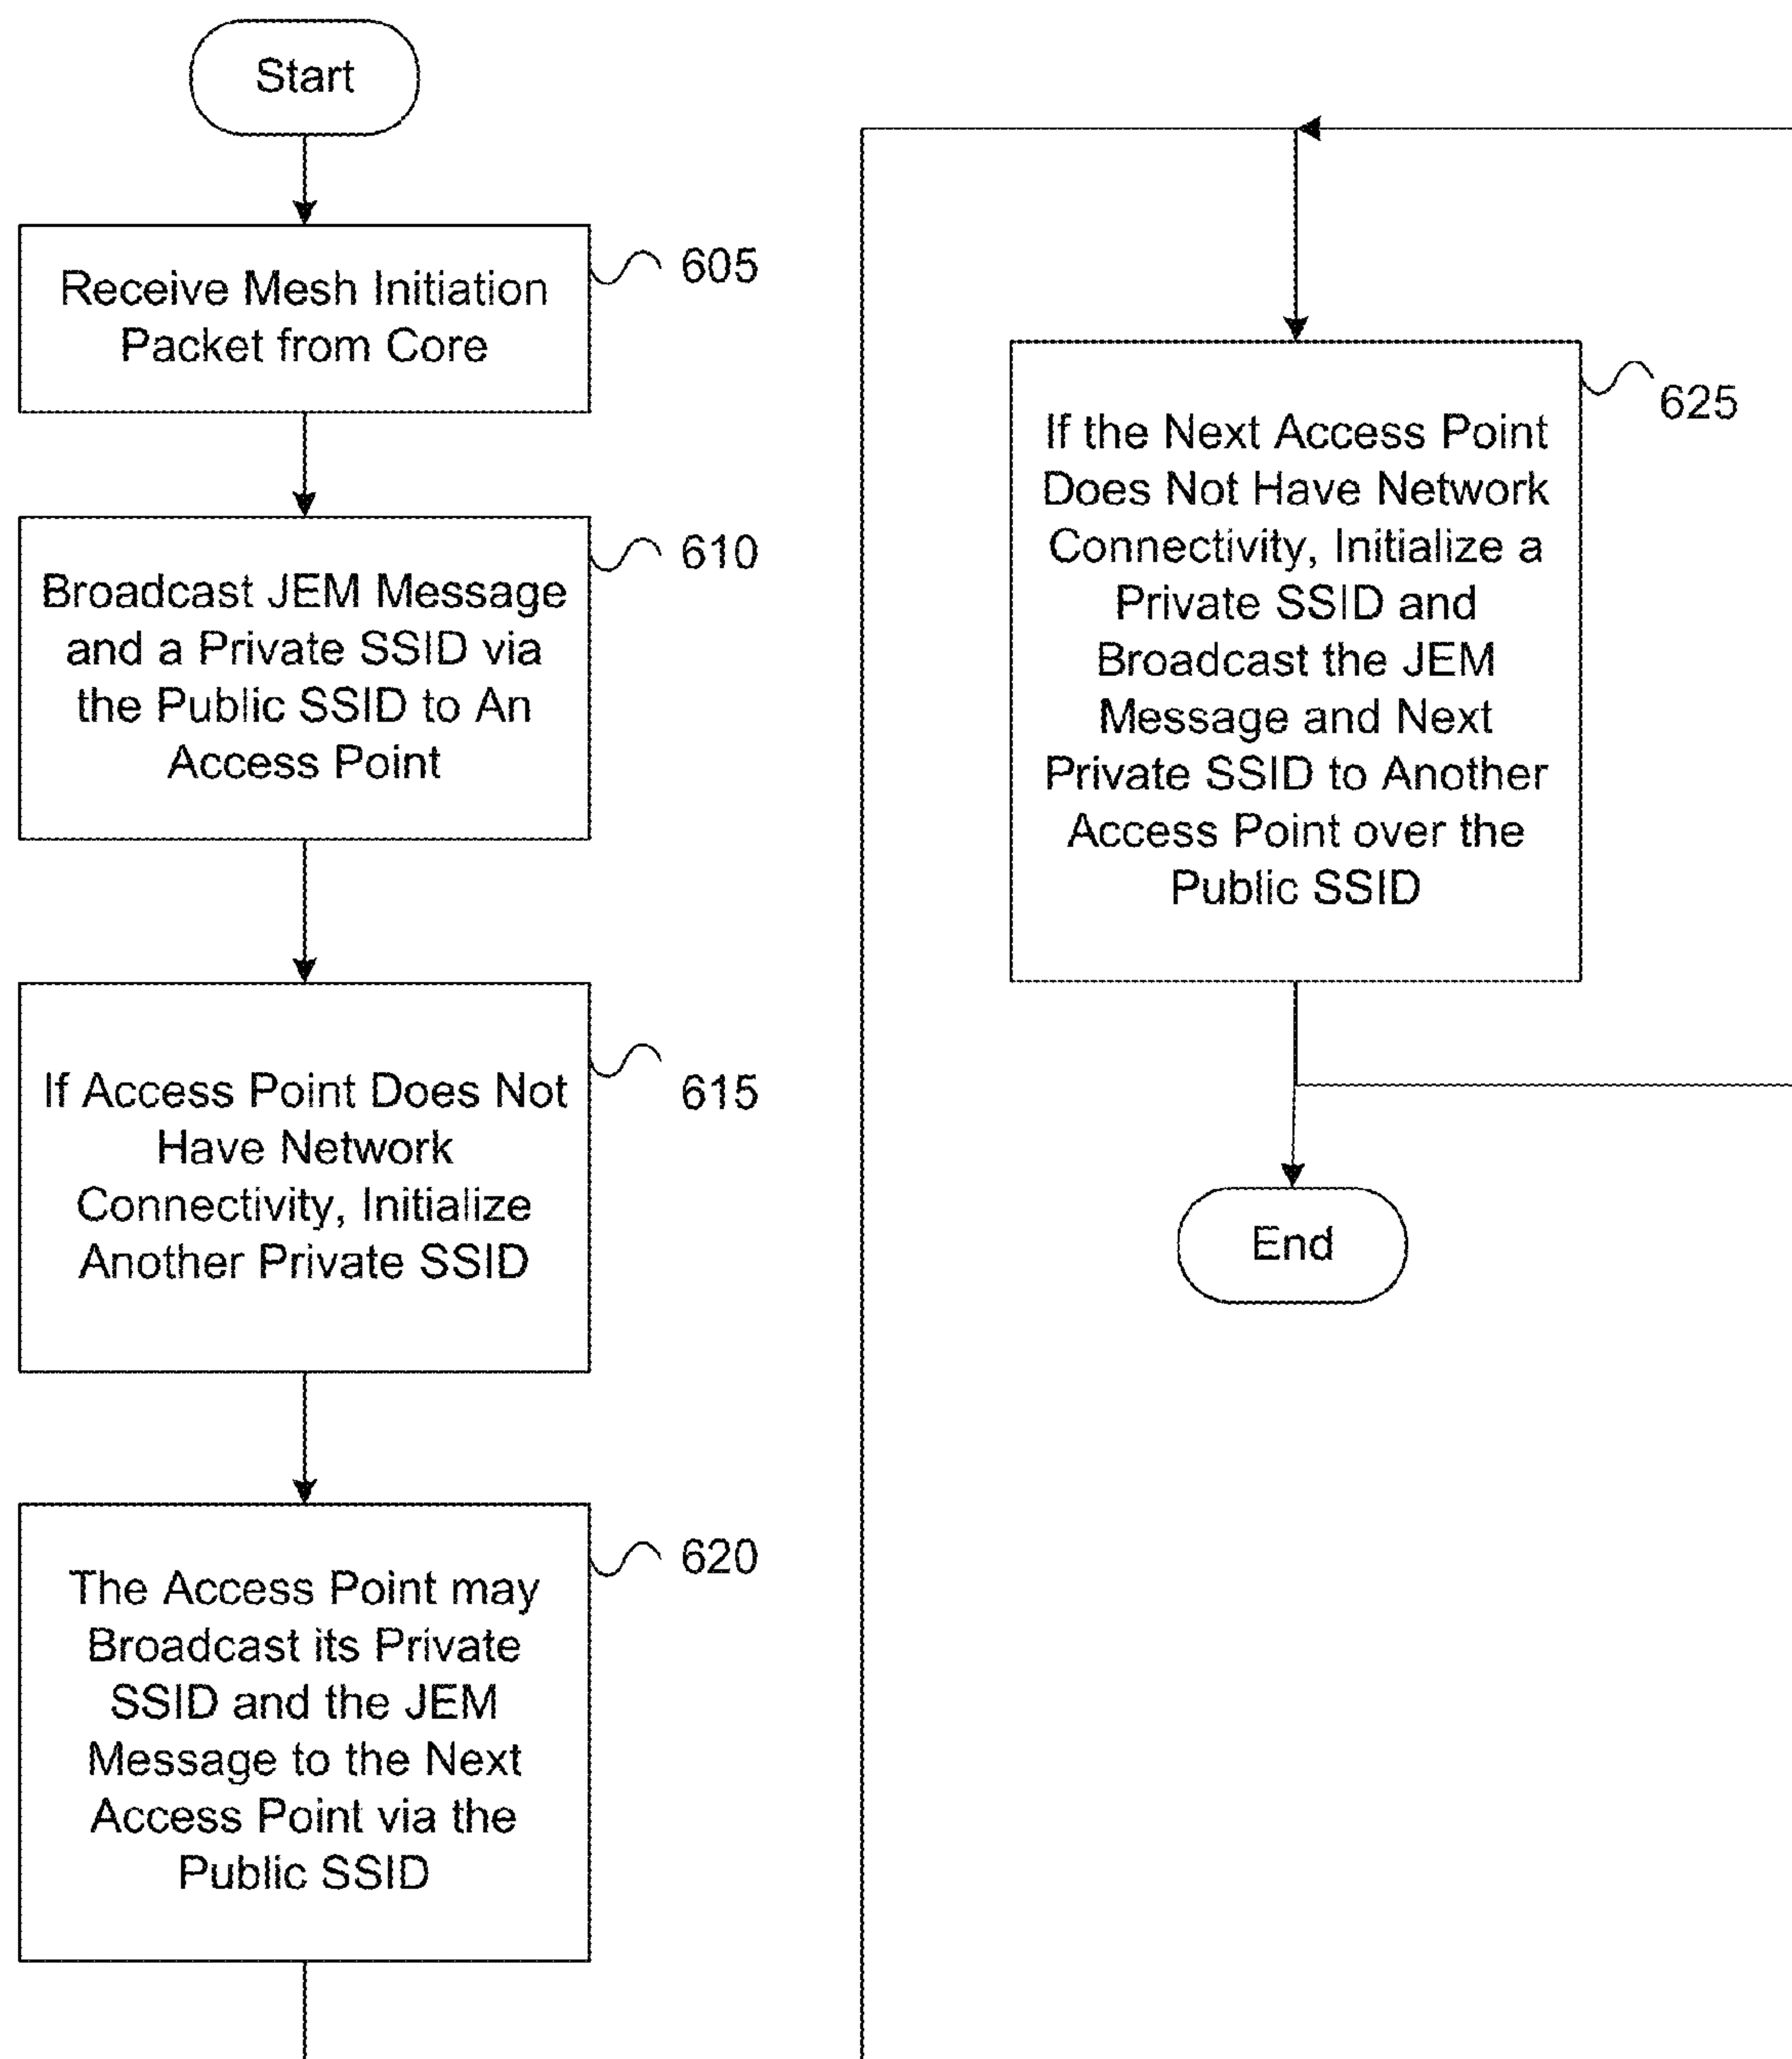 Start
Receive Mesh Initiation
Packet from Core
605
Broadcast JEM Message
and a Private SSID via
the Public SSID to An
Access Point
610
If Access Point Does Not
Have Network
Connectivity, Initialize
Another Private SSID
615
The Access Point may
Broadcast its Private
SSID and the JEM
Message to the Next
Access Point via the
Public SSID
620
If the Next Access Point
Does Not Have Network
Connectivity, Initialize a
Private SSID and
Broadcast the JEM
Message and Next
Private SSID to Another
Access Point over the
Public SSID
625
End